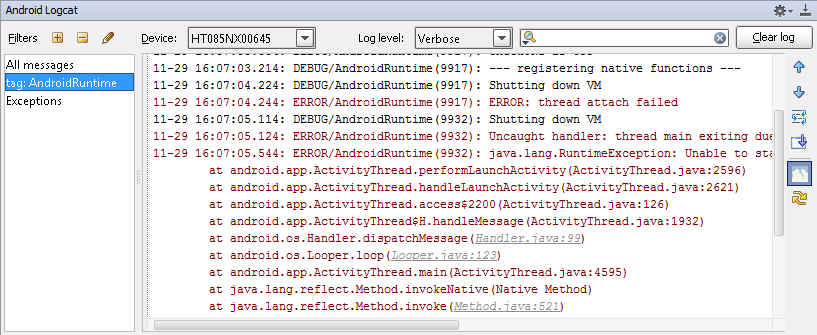 Android Logcat
Filters Device: HT085NX00645 Log level: Verbose Clear log
All messages
tag: AndroidRuntime
Exceptions
11-29 16:07:03.214: DEBUG/AndroidRuntime(9917): --- registering native functions ---
11-29 16:07:04.224: DEBUG/AndroidRuntime(9917): Shutting down VM
11-29 16:07:04.244: ERROR/AndroidRuntime(9917): ERROR: thread attach failed
11-29 16:07:05.114: DEBUG/AndroidRuntime(9932): Shutting down VM
11-29 16:07:05.124: ERROR/AndroidRuntime(9932): Uncaught handler: thread main exiting due
11-29 16:07:05.544: ERROR/AndroidRuntime(9932): java.lang.RuntimeException: Unable to sta
at android.app.ActivityThread.performLaunchActivity(ActivityThread.java:2596)
at android.app.ActivityThread.handleLaunchActivity(ActivityThread.java:2621)
at android.app.ActivityThread.access$2200(ActivityThread.java:126)
at android.app.ActivityThread$H.handleMessage(ActivityThread.java:1932)
at android.os.Handler.dispatchMessage(Handler.java:99)
at android.os.Looper.loop(Looper.java:123)
at android.app.ActivityThread.main(ActivityThread.java:4595)
at java.lang.reflect.Method.invokeNative(Native Method)
at java.lang.reflect.Method.invoke(Method.java:521)